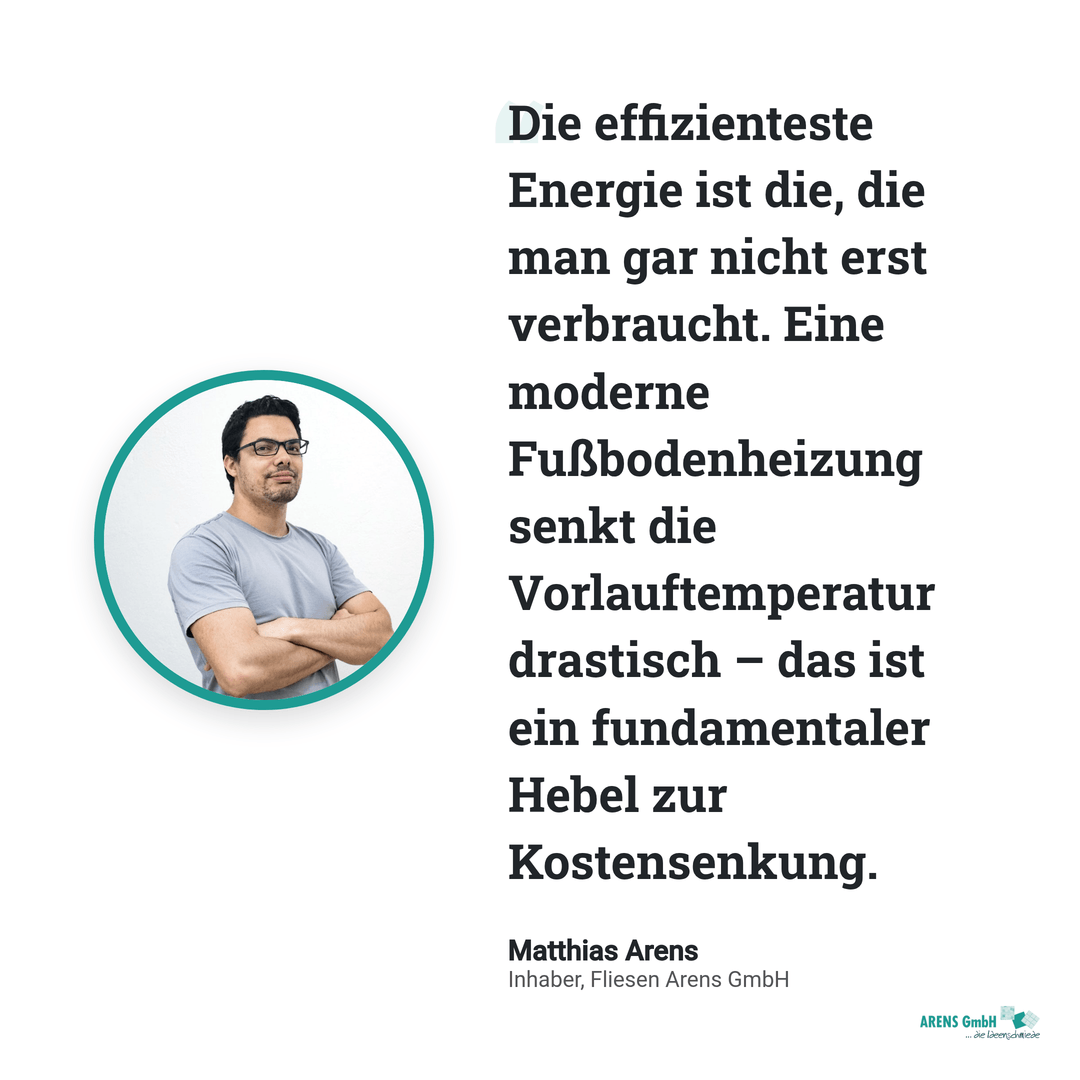 Die effizienteste
Energie ist die, die
man gar nicht erst
verbraucht. Eine
moderne
Fußbodenheizung
senkt die
Vorlauftemperatur
drastisch – das ist
ein fundamentaler
Hebel zur
Kostensenkung.
Matthias Arens
Inhaber, Fliesen Arens GmbH
ARENS GmbH
... die Ideenschmiede